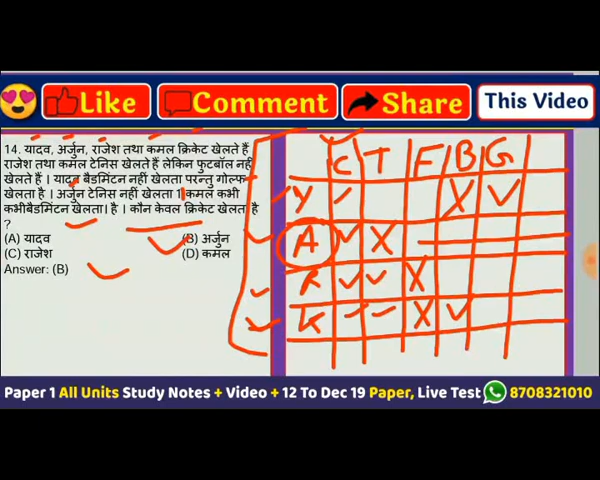 Like
Comment
Share
This Video
14. यादव, अर्जुन, राजेश तथा कमल क्रिकेट खेलते हैं
राजेश तथा कमल टेनिस खेलते हैं लेकिन फुटबॉल नही
खेलते हैं । यादव बैडमिंटन नहीं खेलता परन्तु गोल्फ
खेलता है । अर्जुन टेनिस नहीं खेलता । कमल कभी
कभीबैडमिंटन खेलता। है । कौन केवल क्रिकेट खेलता है
?
(A) यादव (B) अर्जुन
(C) राजेश (D) कमल
Answer: (B)
C T F B G
Y
A
R
K
Paper 1 All Units Study Notes + Video + 12 To Dec 19 Paper, Live Test 8708321010